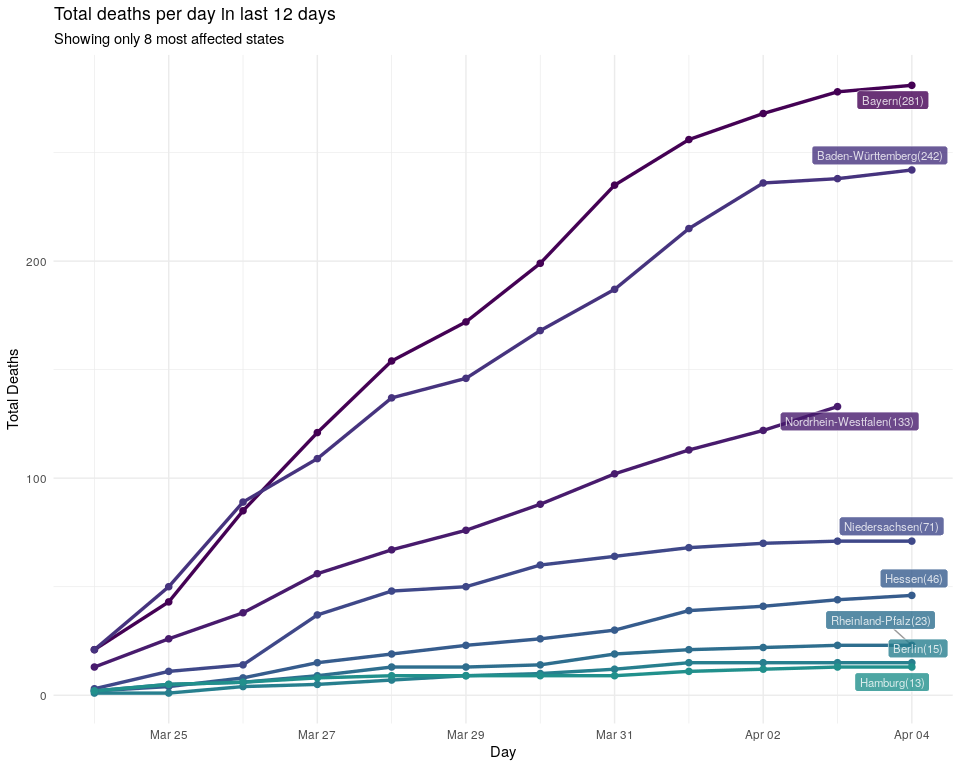 Total deaths per day in last 12 days
Showing only 8 most affected states
Total Deaths
200
100
0
Bayern(281)
Baden-Württemberg(242)
Nordrhein-Westfalen(133)
Niedersachsen(71)
Hessen(46)
Rheinland-Pfalz(23)
Berlin(15)
Hamburg(13)
Mar 25
Mar 27
Mar 29
Mar 31
Apr 02
Apr 04
Day